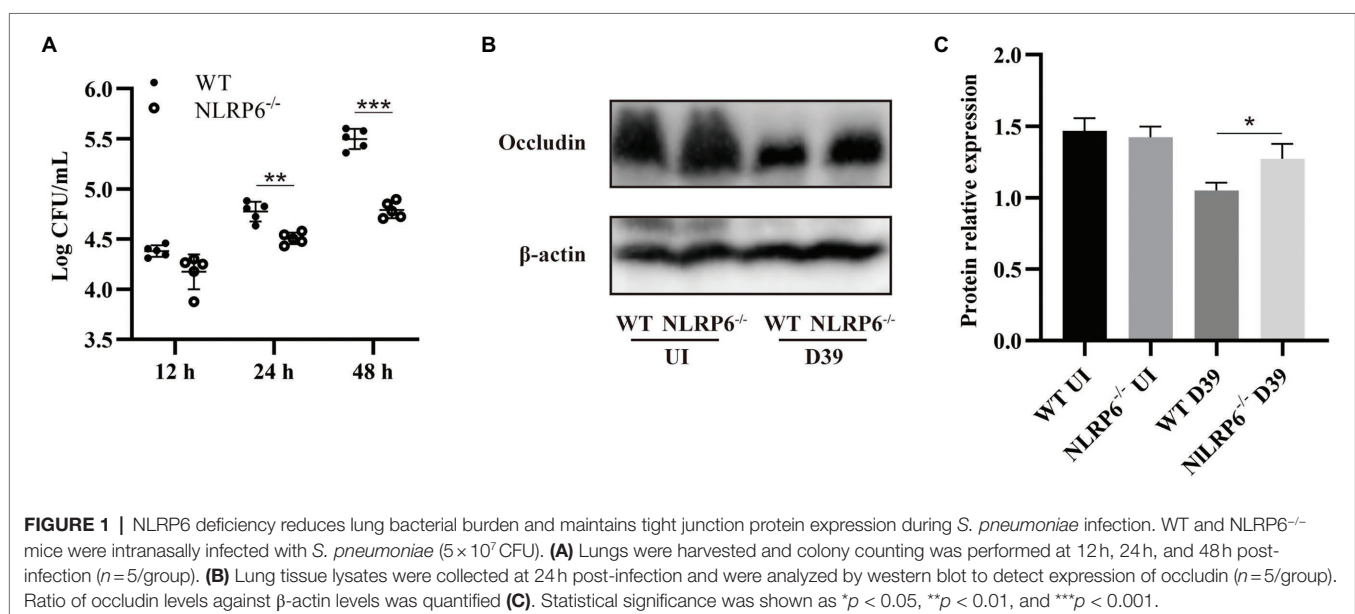 A
B
C
WT
NLRP6⁻/⁻
6.0
5.5
5.0
4.5
4.0
3.5
Log CFU/mL
**
***
12 h
24 h
48 h
Occludin
β-actin
WT NLRP6⁻/⁻ WT NLRP6⁻/⁻
UI D39
Protein relative expression
2.0
1.5
1.0
0.5
0.0
*
WT UI
NLRP6⁻/⁻ UI
WT D39
NILRP6⁻/⁻ D39
FIGURE 1 | NLRP6 deficiency reduces lung bacterial burden and maintains tight junction protein expression during S. pneumoniae infection. WT and NLRP6⁻/⁻
mice were intranasally infected with S. pneumoniae (5 × 10⁷ CFU). (A) Lungs were harvested and colony counting was performed at 12 h, 24 h, and 48 h post-
infection (n = 5/group). (B) Lung tissue lysates were collected at 24 h post-infection and were analyzed by western blot to detect expression of occludin (n = 5/group).
Ratio of occludin levels against β-actin levels was quantified (C). Statistical significance was shown as *p < 0.05, **p < 0.01, and ***p < 0.001.